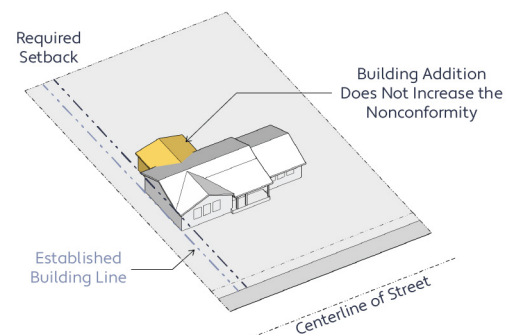 Required
Setback
Building Addition
Does Not Increase the
Nonconformity
Established
Building Line
Centerline of Street